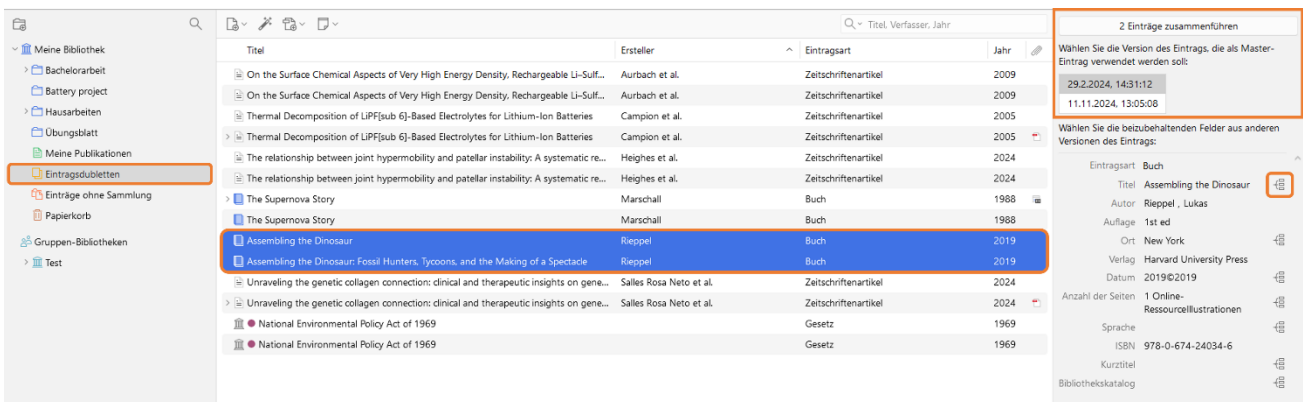 Titel, Verfasser, Jahr
Meine Bibliothek
Bachelorarbeit
Battery project
Hausarbeiten
Übungsblatt
Meine Publikationen
Eintragsdubletten
Einträge ohne Sammlung
Papierkorb
Gruppen-Bibliotheken
Test
Titel Ersteller Eintragsart Jahr
On the Surface Chemical Aspects of Very High Energy Density, Rechargeable Li–Sulf... Aurbach et al. Zeitschriftenartikel 2009
On the Surface Chemical Aspects of Very High Energy Density, Rechargeable Li–Sulf... Aurbach et al. Zeitschriftenartikel 2009
Thermal Decomposition of LiPF[sub 6]-Based Electrolytes for Lithium-Ion Batteries Campion et al. Zeitschriftenartikel 2005
Thermal Decomposition of LiPF[sub 6]-Based Electrolytes for Lithium-Ion Batteries Campion et al. Zeitschriftenartikel 2005
The relationship between joint hypermobility and patellar instability: A systematic re... Heighes et al. Zeitschriftenartikel 2024
The relationship between joint hypermobility and patellar instability: A systematic re... Heighes et al. Zeitschriftenartikel 2024
The Supernova Story Marschall Buch 1988
The Supernova Story Marschall Buch 1988
Assembling the Dinosaur Rieppel Buch 2019
Assembling the Dinosaur: Fossil Hunters, Tycoons, and the Making of a Spectacle Rieppel Buch 2019
Unraveling the genetic collagen connection: clinical and therapeutic insights on gene... Salles Rosa Neto et al. Zeitschriftenartikel 2024
Unraveling the genetic collagen connection: clinical and therapeutic insights on gene... Salles Rosa Neto et al. Zeitschriftenartikel 2024
National Environmental Policy Act of 1969 Gesetz 1969
National Environmental Policy Act of 1969 Gesetz 1969
2 Einträge zusammenführen
Wählen Sie die Version des Eintrags, die als Master-
Eintrag verwendet werden soll:
29.2.2024, 14:31:12
11.11.2024, 13:05:08
Wählen Sie die beizubehaltenden Felder aus anderen
Versionen des Eintrags:
Eintragsart Buch
Titel Assembling the Dinosaur
Autor Rieppel , Lukas
Auflage 1st ed
Ort New York
Verlag Harvard University Press
Datum 2019©2019
Anzahl der Seiten 1 Online-
Ressourcelllustrationen
Sprache
ISBN 978-0-674-24034-6
Kurztitel
Bibliothekskatalog